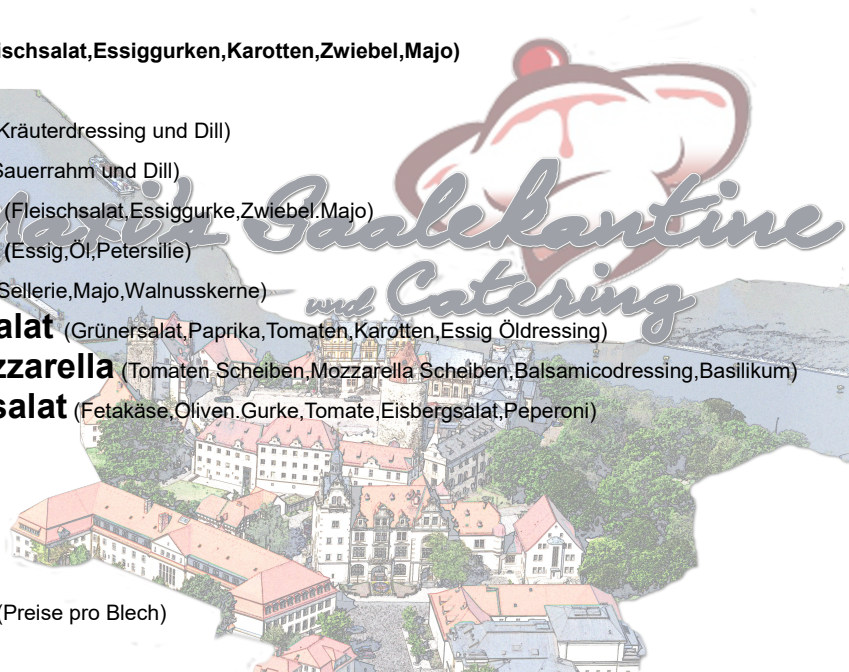 ischsalat,Essiggurken,Karotten,Zwiebel,Majo)
Kräuterdressing und Dill)
Sauerrahm und Dill)
(Fleischsalat,Essiggurke,Zwiebel.Majo)
Maxi's Saalekantine
(Essig,Öl,Petersilie)
Sellerie,Majo,Walnusskerne)
und Catering
alat (Grünersalat,Paprika,Tomaten,Karotten,Essig Öldressing)
zzarella (Tomaten Scheiben,Mozzarella Scheiben,Balsamicodressing,Basilikum)
salat (Fetakäse,Oliven.Gurke,Tomate,Eisbergsalat,Peperoni)
(Preise pro Blech)